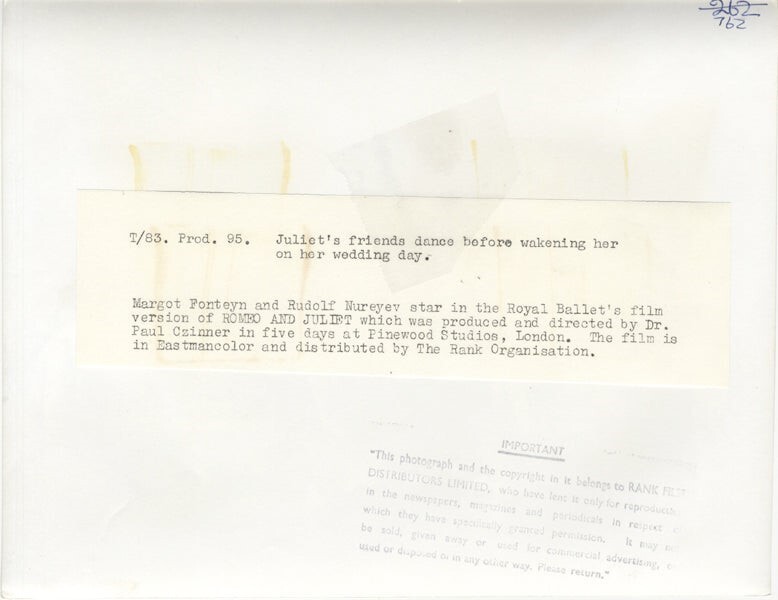 262
762
T/83. Prod. 95. Juliet's friends dance before wakening her
on her wedding day.
Margot Fonteyn and Rudolf Nureyev star in the Royal Ballet's film
version of ROMEO AND JULIET which was produced and directed by Dr.
Paul Czinner in five days at Pinewood Studios, London. The film is
in Eastmancolor and distributed by The Rank Organisation.
IMPORTANT
"This photograph and the copyright in it belongs to RANK FILM
DISTRIBUTORS LIMITED, who have lent it only for reproduction
in the newspapers, magazines and periodicals in respect of
which they have specifically granted permission. It may not
be sold, given away or used for commercial advertising, or
used or disposed of in any other way. Please return."